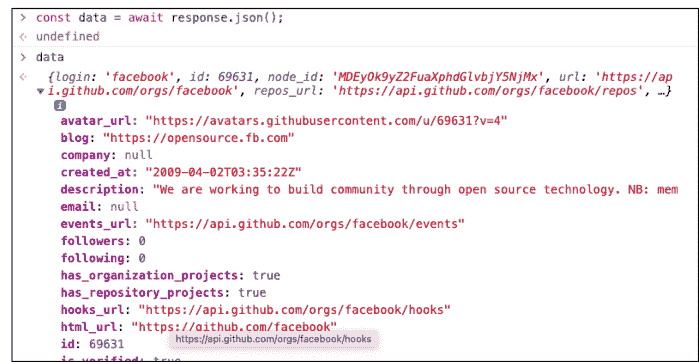 > const data = await response.json();
< undefined
> data
{login: 'facebook', id: 69631, node_id: 'MDEyOk9yZ2FuaXphdGlvbjY5NjMx', url: 'https://ap
i.github.com/orgs/facebook', repos_url: 'https://api.github.com/orgs/facebook/repos', …}
i
avatar_url: "https://avatars.githubusercontent.com/u/69631?v=4"
blog: "https://opensource.fb.com"
company: null
created_at: "2009-04-02T03:35:22Z"
description: "We are working to build community through open source technology. NB: mem
email: null
events_url: "https://api.github.com/orgs/facebook/events"
followers: 0
following: 0
has_organization_projects: true
has_repository_projects: true
hooks_url: "https://api.github.com/orgs/facebook/hooks"
html_url: "https://github.com/facebook"
https://api.github.com/orgs/facebook/hooks
id: 69631
is_verified: true